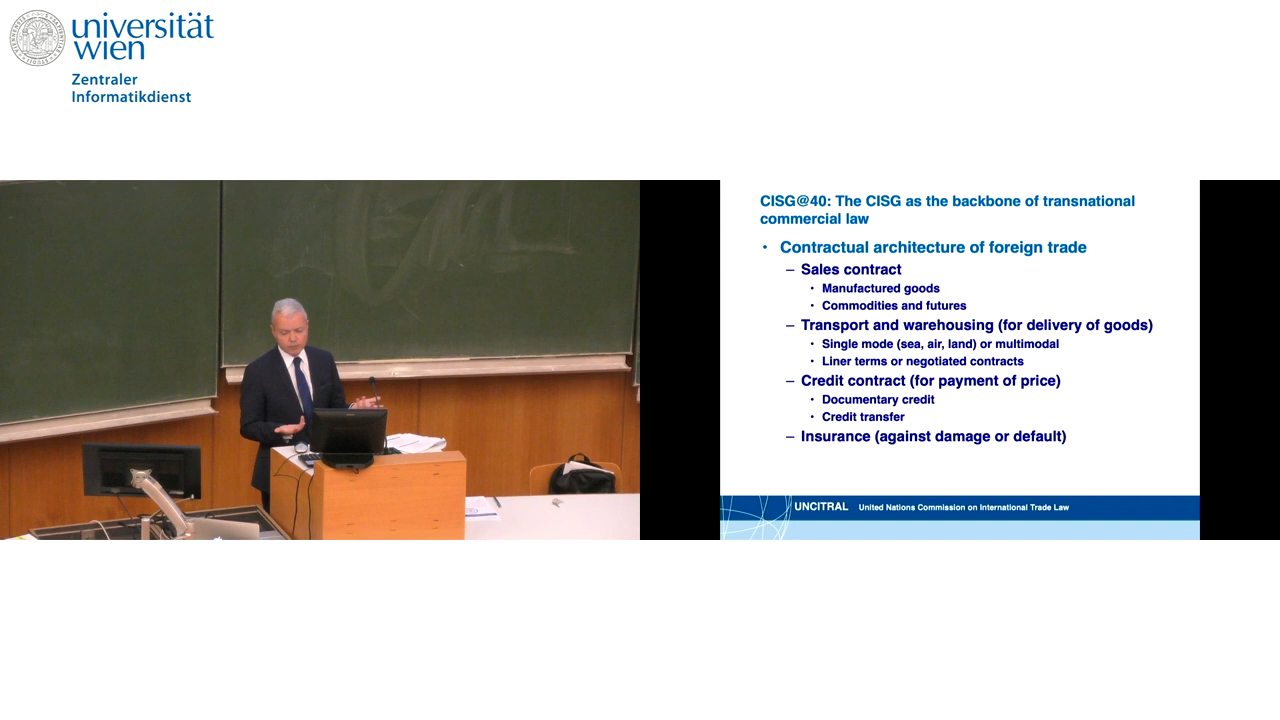 universität
wien
Zentraler
Informatikdienst
CISG@40: The CISG as the backbone of transnational
commercial law
• Contractual architecture of foreign trade
– Sales contract
• Manufactured goods
• Commodities and futures
– Transport and warehousing (for delivery of goods)
• Single mode (sea, air, land) or multimodal
• Liner terms or negotiated contracts
– Credit contract (for payment of price)
• Documentary credit
• Credit transfer
– Insurance (against damage or default)
UNCITRAL United Nations Commission on International Trade Law